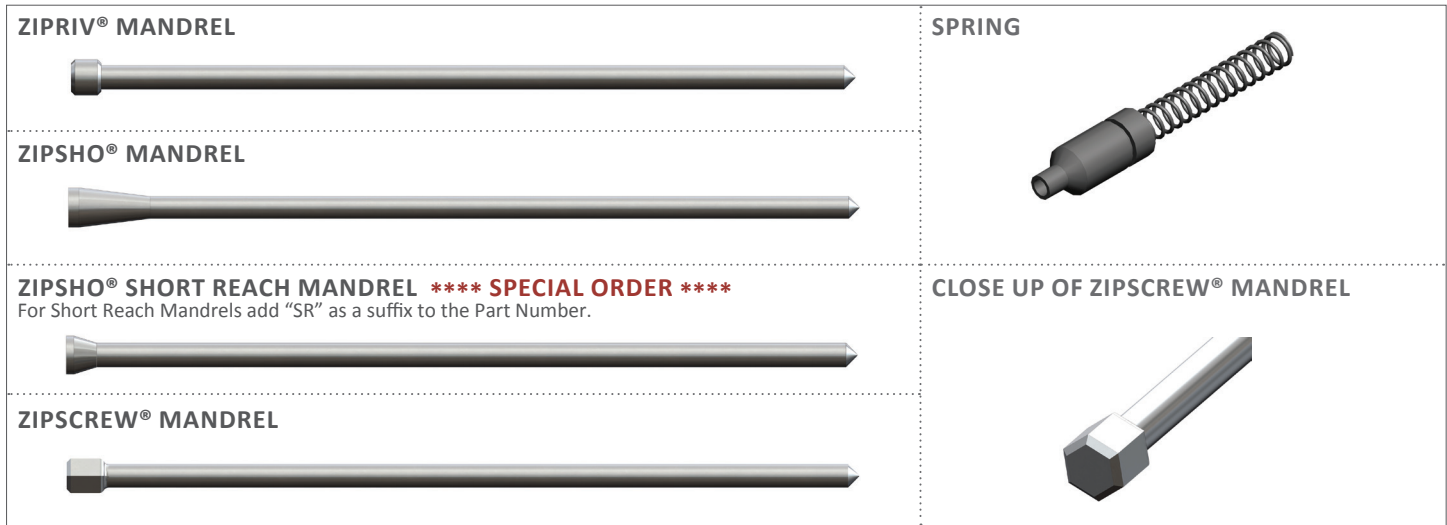 ZIPRIV® MANDREL
SPRING
ZIPSHO® MANDREL
ZIPSHO® SHORT REACH MANDREL **** SPECIAL ORDER ****
For Short Reach Mandrels add “SR” as a suffix to the Part Number.
CLOSE UP OF ZIPSCREW® MANDREL
ZIPSCREW® MANDREL